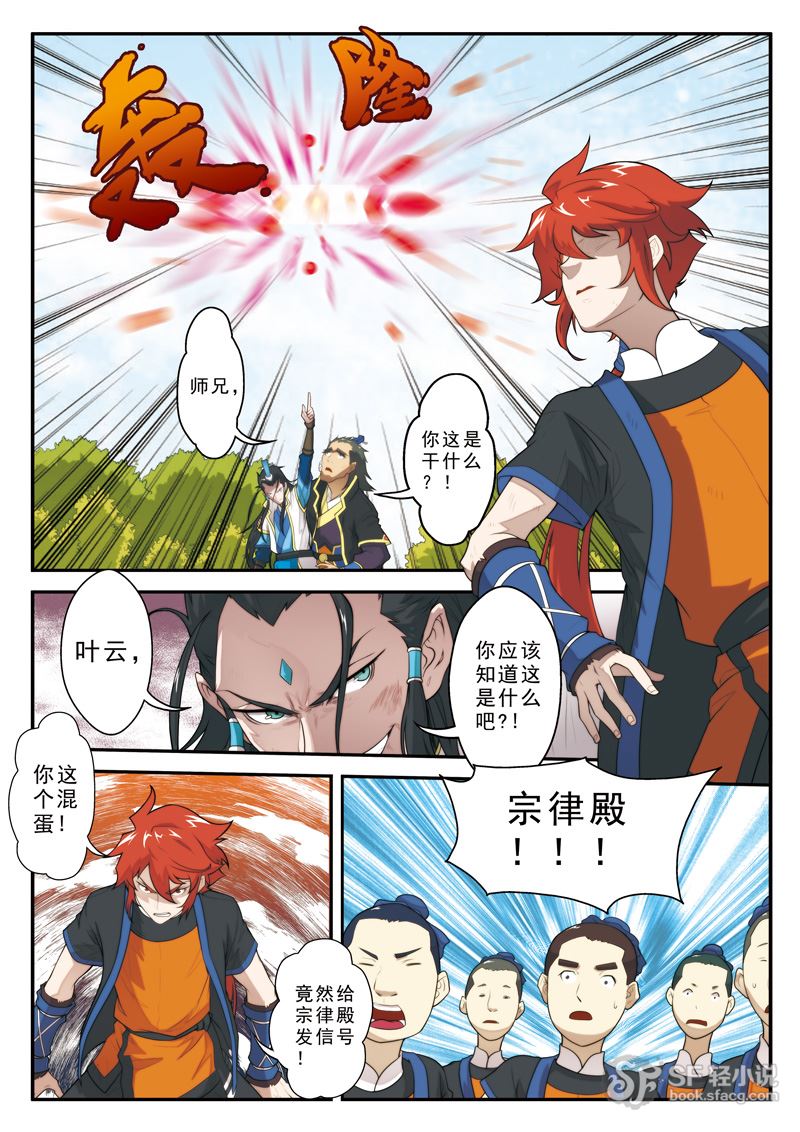 轰
隆
师兄，
你这是
干什么
？！
叶云，
你应该
知道这
是什么
吧？！
你个蛋！
这混
宗律殿
！！！
竟宗发！
然律信
给殿号
SF轻小说
book.sfacg.com